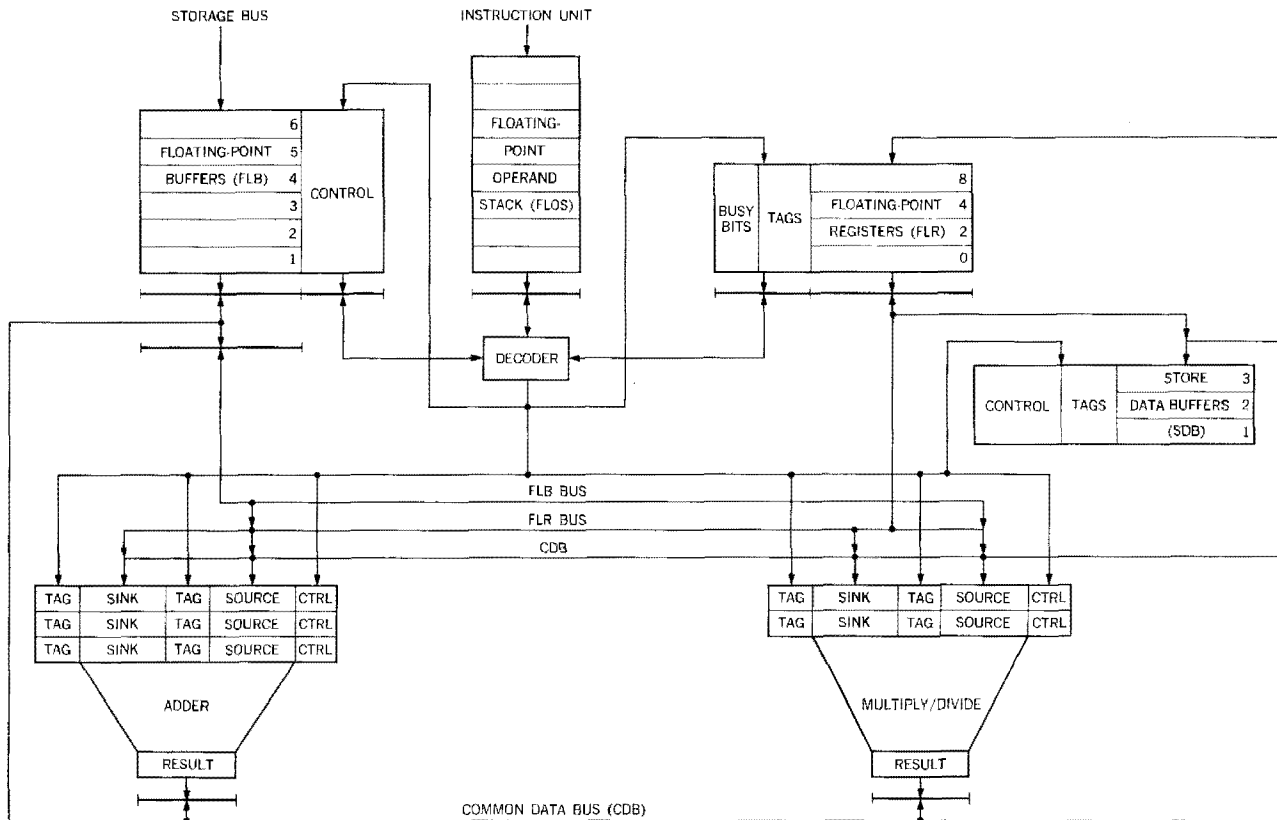 STORAGE BUS
INSTRUCTION UNIT
6
FLOATING-POINT 5
BUFFERS (FLB) 4
3
2
1
CONTROL
FLOATING-
POINT
OPERAND
STACK (FLOS)
BUSY
BITS
TAGS
8
FLOATING-POINT 4
REGISTERS (FLR) 2
0
DECODER
CONTROL
TAGS
STORE 3
DATA BUFFERS 2
(SDB) 1
FLB BUS
FLR BUS
CDB
TAG SINK TAG SOURCE CTRL
TAG SINK TAG SOURCE CTRL
TAG SINK TAG SOURCE CTRL
ADDER
RESULT
TAG SINK TAG SOURCE CTRL
TAG SINK TAG SOURCE CTRL
MULTIPLY/DIVIDE
RESULT
COMMON DATA BUS (CDB)